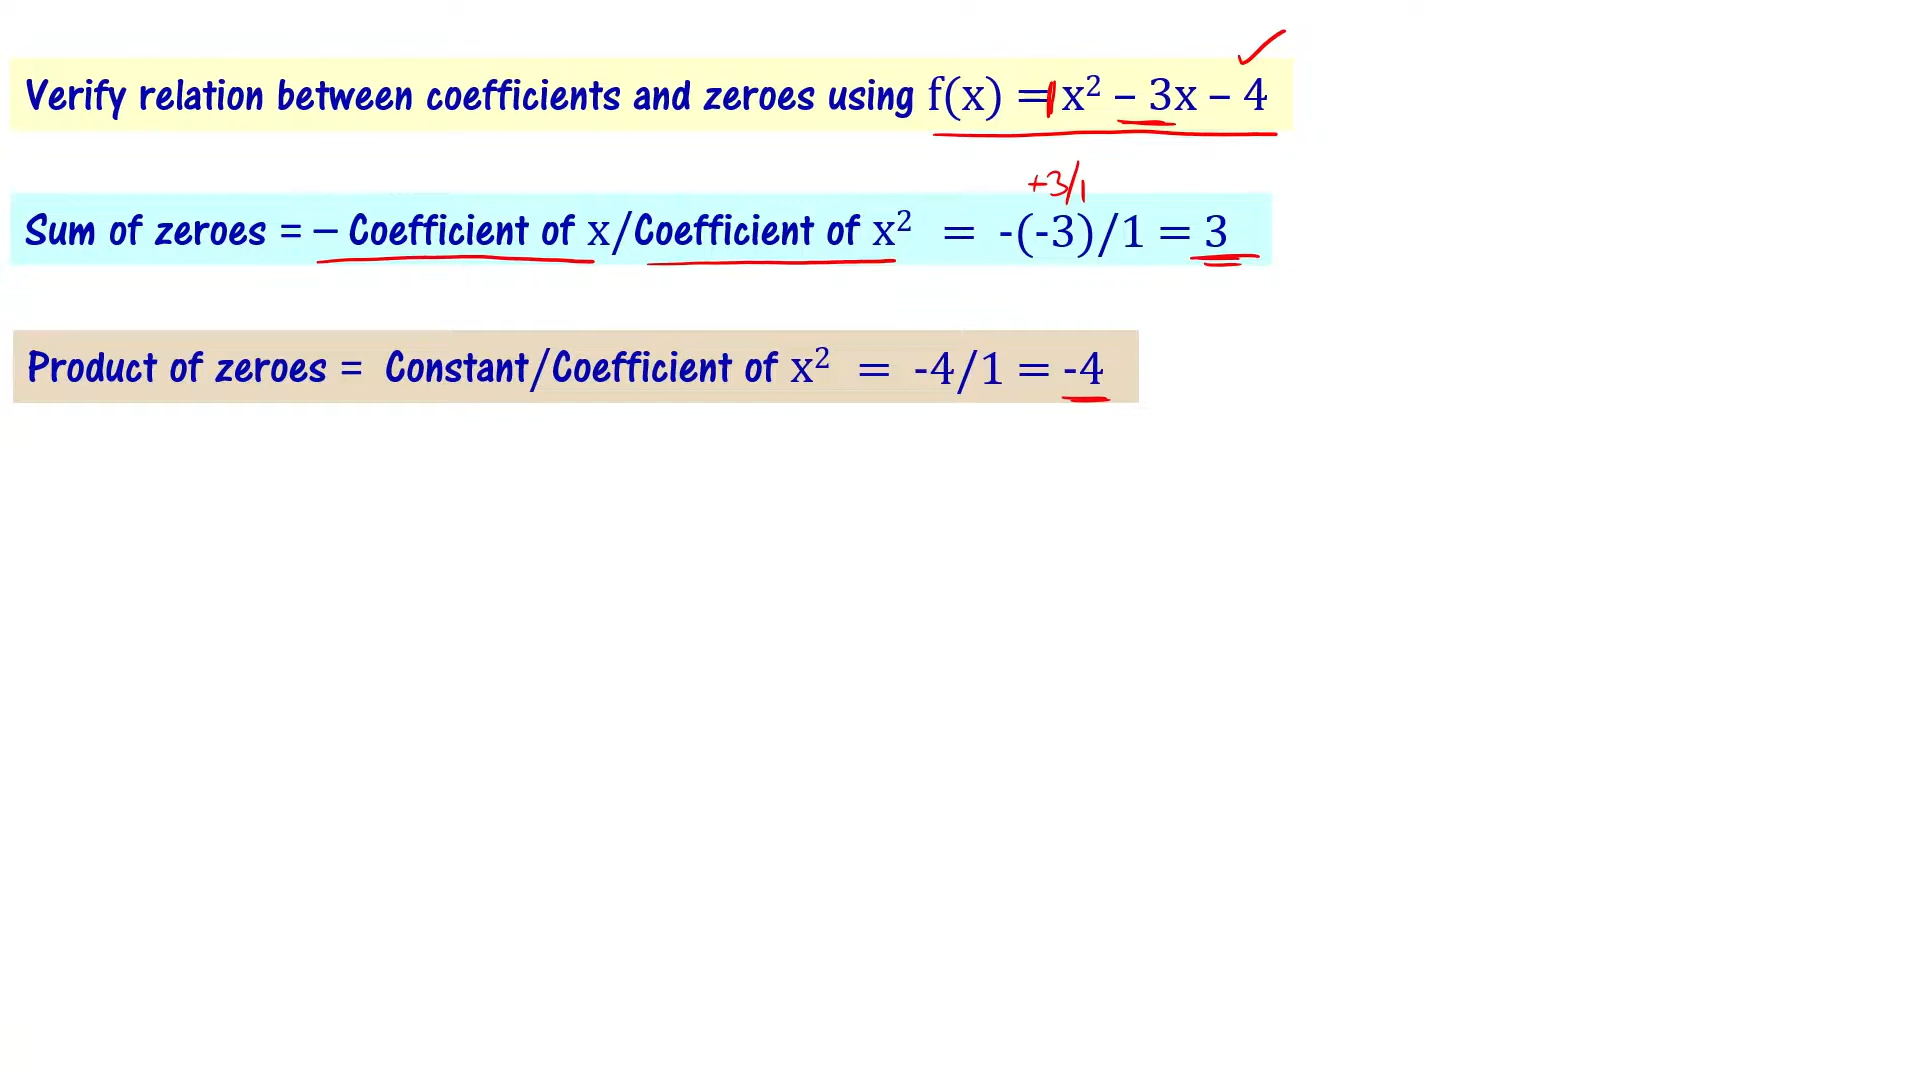 Verify relation between coefficients and zeroes using f(x) = 1x² – 3x – 4
+3/1
Sum of zeroes = – Coefficient of x/Coefficient of x² = -(-3)/1 = 3
Product of zeroes = Constant/Coefficient of x² = -4/1 = -4